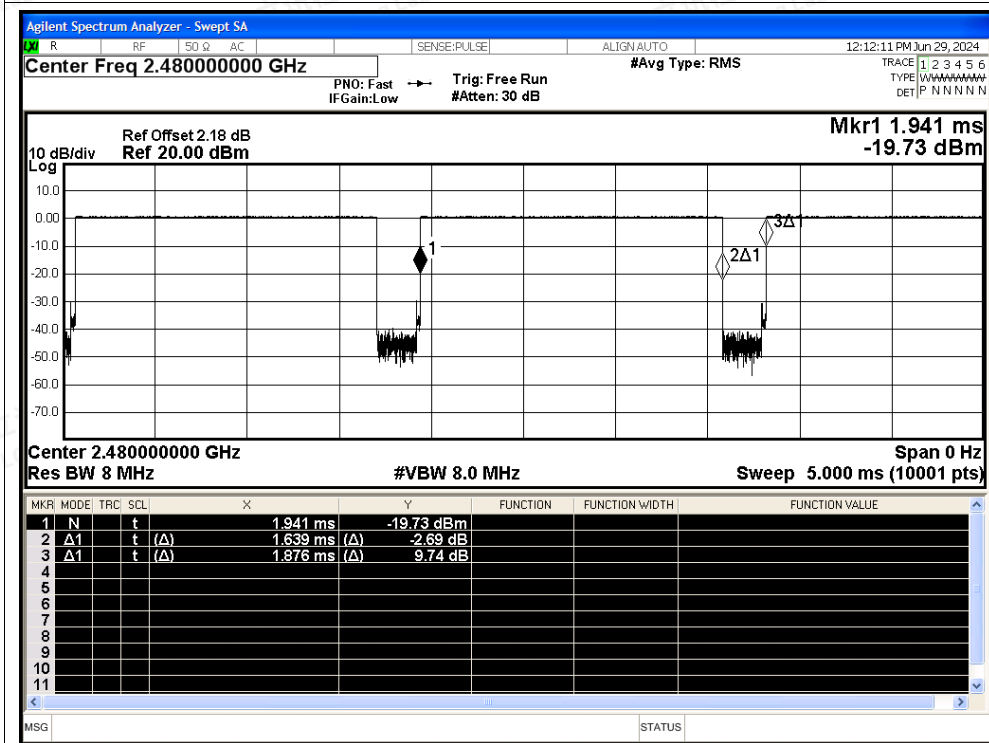 Agilent Spectrum Analyzer - Swept SA
LXI R RF 50 Ω AC SENSE:PULSE ALIGN AUTO 12:12:11 PM Jun 29, 2024
Center Freq 2.480000000 GHz #Avg Type: RMS TRACE 1 2 3 4 5 6
PNO: Fast Trig: Free Run TYPE WWWWWW
IFGain:Low #Atten: 30 dB DET P N N N N N
Mkr1 1.941 ms
Ref Offset 2.18 dB
10 dB/div Ref 20.00 dBm -19.73 dBm
Log
10.0
0.00
3Δ1
-10.0
1
2Δ1
-20.0
-30.0
-40.0
-50.0
-60.0
-70.0
Center 2.480000000 GHz Span 0 Hz
Res BW 8 MHz #VBW 8.0 MHz Sweep 5.000 ms (10001 pts)
MKR MODE TRC SCL X Y FUNCTION FUNCTION WIDTH FUNCTION VALUE
1 N t 1.941 ms -19.73 dBm
2 Δ1 t (Δ) 1.639 ms (Δ) -2.69 dB
3 Δ1 t (Δ) 1.876 ms (Δ) 9.74 dB
4
5
6
7
8
9
10
11
MSG STATUS